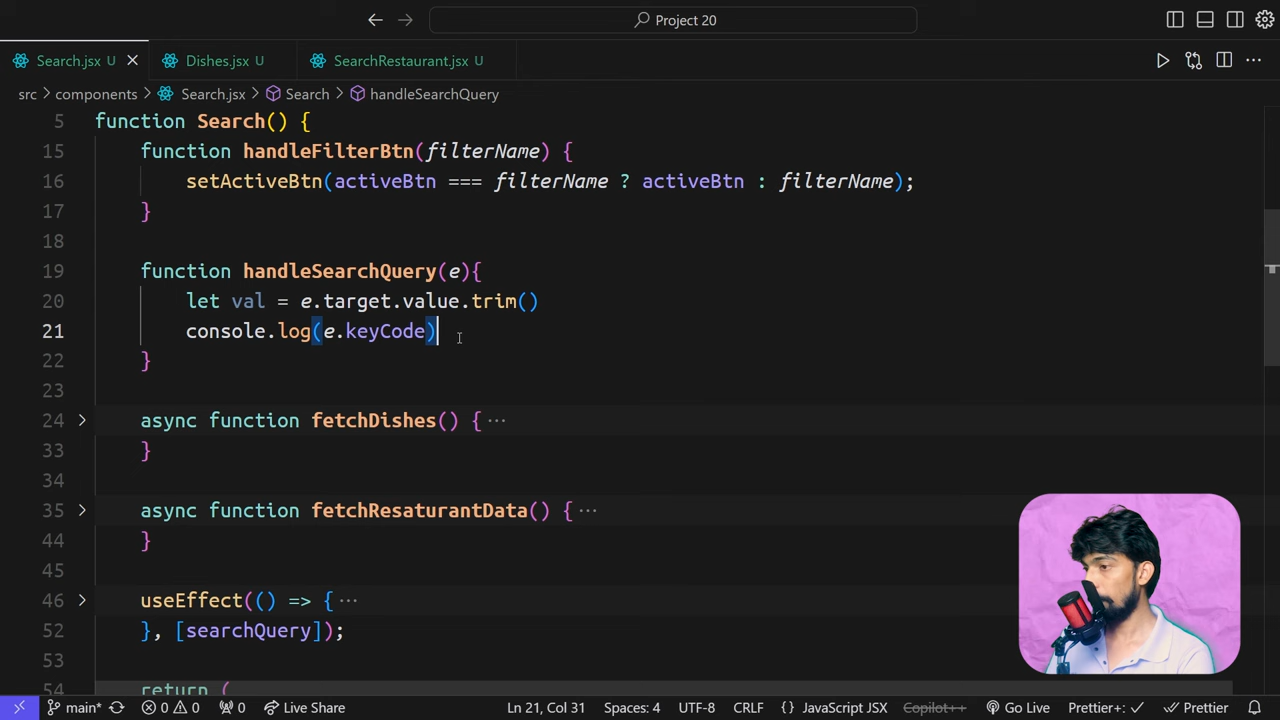 Project 20
Search.jsx U
Dishes.jsx U
SearchRestaurant.jsx U
src > components > Search.jsx > Search > handleSearchQuery
5 function Search() {
15 function handleFilterBtn(filterName) {
16 setActiveBtn(activeBtn === filterName ? activeBtn : filterName);
17 }
18
19 function handleSearchQuery(e){
20 let val = e.target.value.trim()
21 console.log(e.keyCode)
22 }
23
24 async function fetchDishes() { ···
33 }
34
35 async function fetchResaturantData() { ···
44 }
45
46 useEffect(() => { ···
52 }, [searchQuery]);
53
54 return (
main* 0 0 0 Live Share Ln 21, Col 31 Spaces: 4 UTF-8 CRLF {} JavaScript JSX Copilot++ Go Live Prettier+: ✓ Prettier